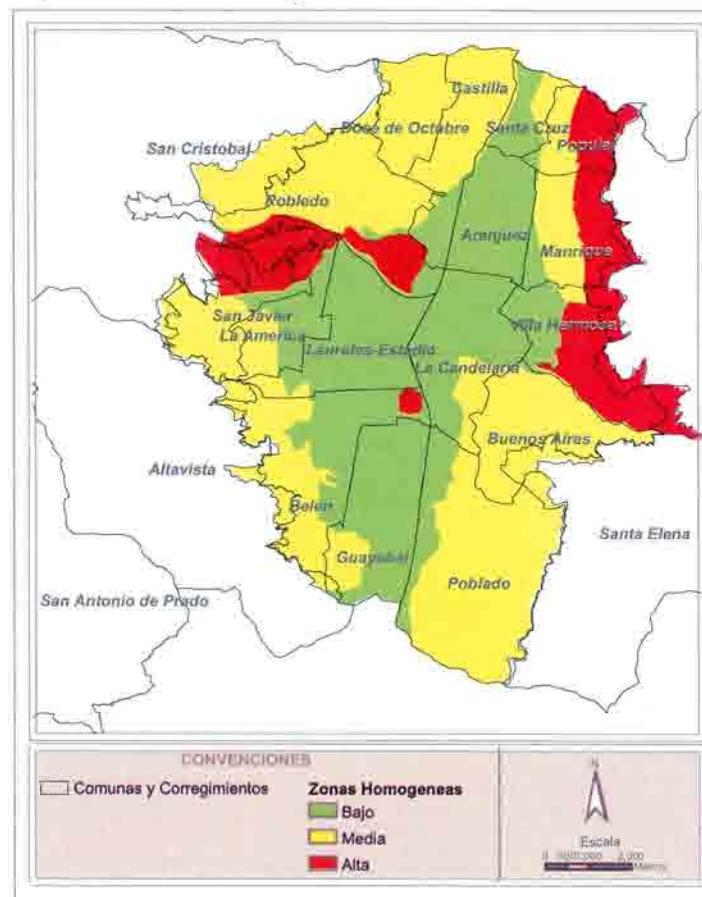 Castilla
Doce de Octubre
Santa Cruz
San Cristobal
Popular
Robledo
Aranjuez
Manrique
San Javier
Villa Hermosa
La America
Laureles-Estadio
La Candelaria
Buenos Aires
Altavista
Belen
Santa Elena
Guayabal
Poblado
San Antonio de Prado
CONVENCIONES
Comunas y Corregimientos
Zonas Homogeneas
Bajo
Media
Alta
N
Escala